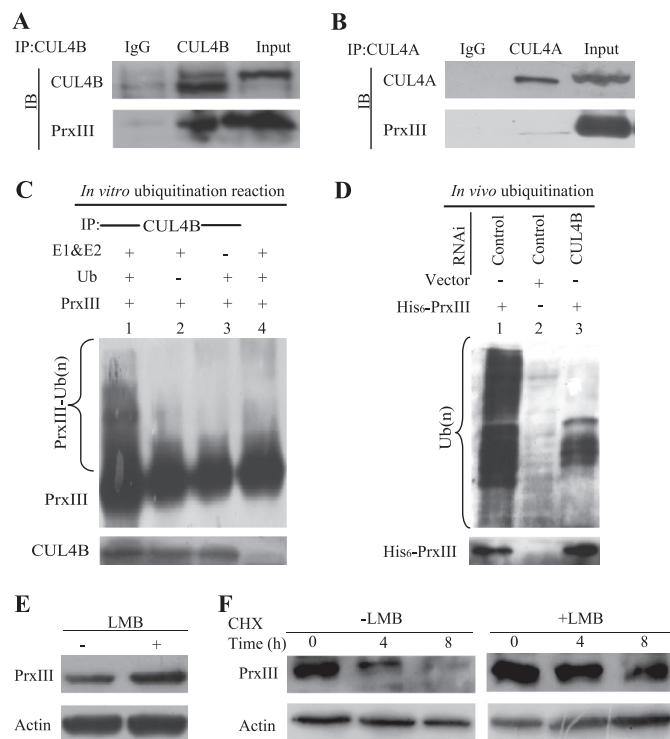 A
IP:CUL4B IgG CUL4B Input
IB
CUL4B
PrxIII
B
IP:CUL4A IgG CUL4A Input
IB
CUL4A
PrxIII
C
In vitro ubiquitination reaction
IP: CUL4B
E1&E2 + + - +
Ub + - + +
PrxIII + + + +
1 2 3 4
PrxIII-Ub(n)
PrxIII
CUL4B
D
In vivo ubiquitination
RNAi Control Control CUL4B
Vector - + -
His6-PrxIII + - +
1 2 3
Ub(n)
His6-PrxIII
E
LMB
- +
PrxIII
Actin
F
CHX -LMB +LMB
Time (h) 0 4 8 0 4 8
PrxIII
Actin